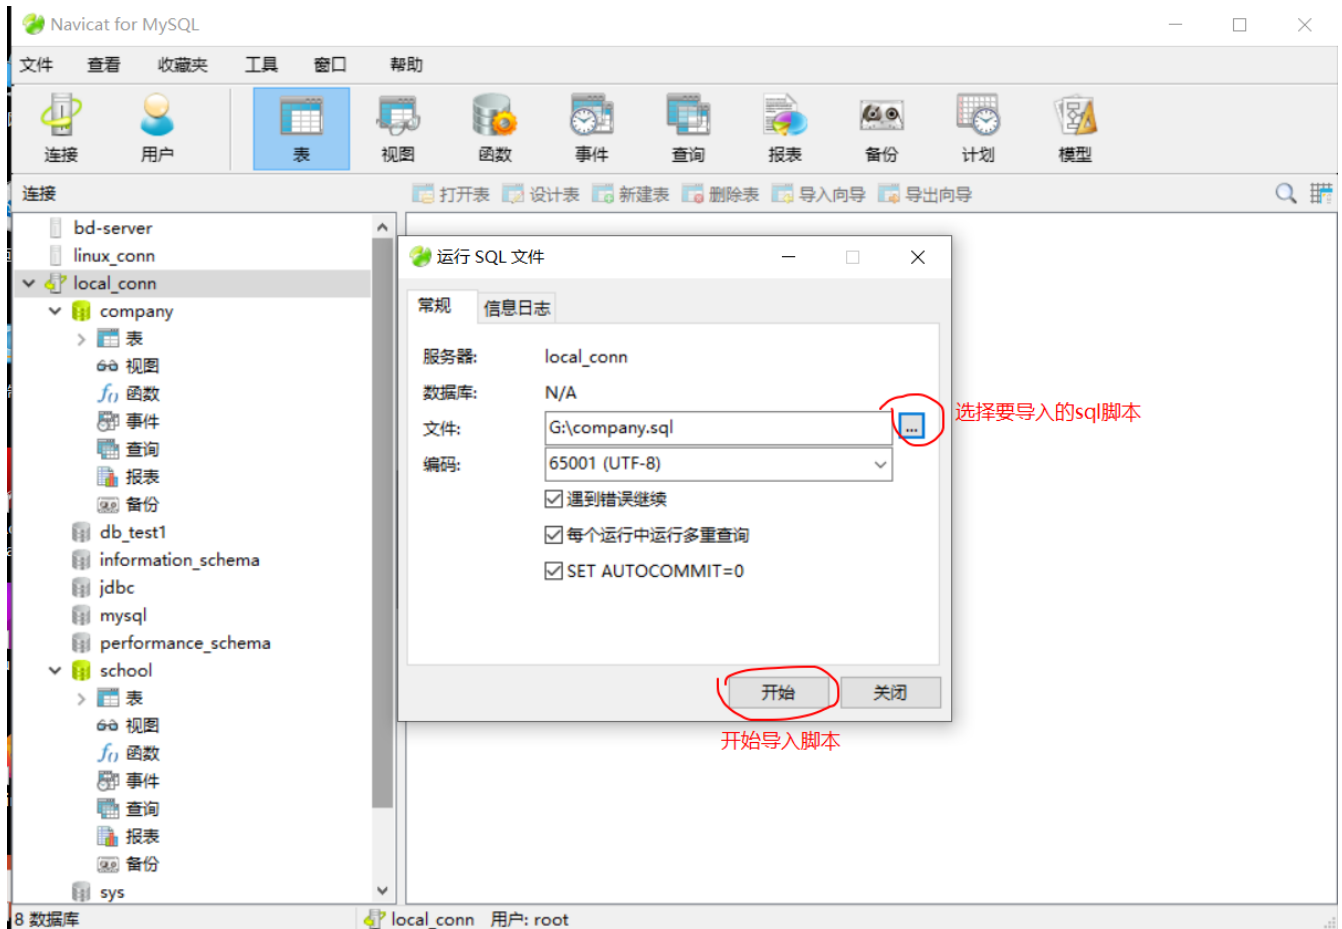 Navicat for MySQL
文件 查看 收藏夹 工具 窗口 帮助
连接 用户 表 视图 函数 事件 查询 报表 备份 计划 模型
连接
打开表 设计表 新建表 删除表 导入向导 导出向导
bd-server
linux_conn
local_conn
company
表
视图
函数
事件
查询
报表
备份
db_test1
information_schema
jdbc
mysql
performance_schema
school
表
视图
函数
事件
查询
报表
备份
sys
运行 SQL 文件
常规 信息日志
服务器: local_conn
数据库: N/A
文件: G:\company.sql ...
选择要导入的sql脚本
编码: 65001 (UTF-8)
遇到错误继续
每个运行中运行多重查询
SET AUTOCOMMIT=0
开始 关闭
开始导入脚本
8 数据库 local_conn 用户: root